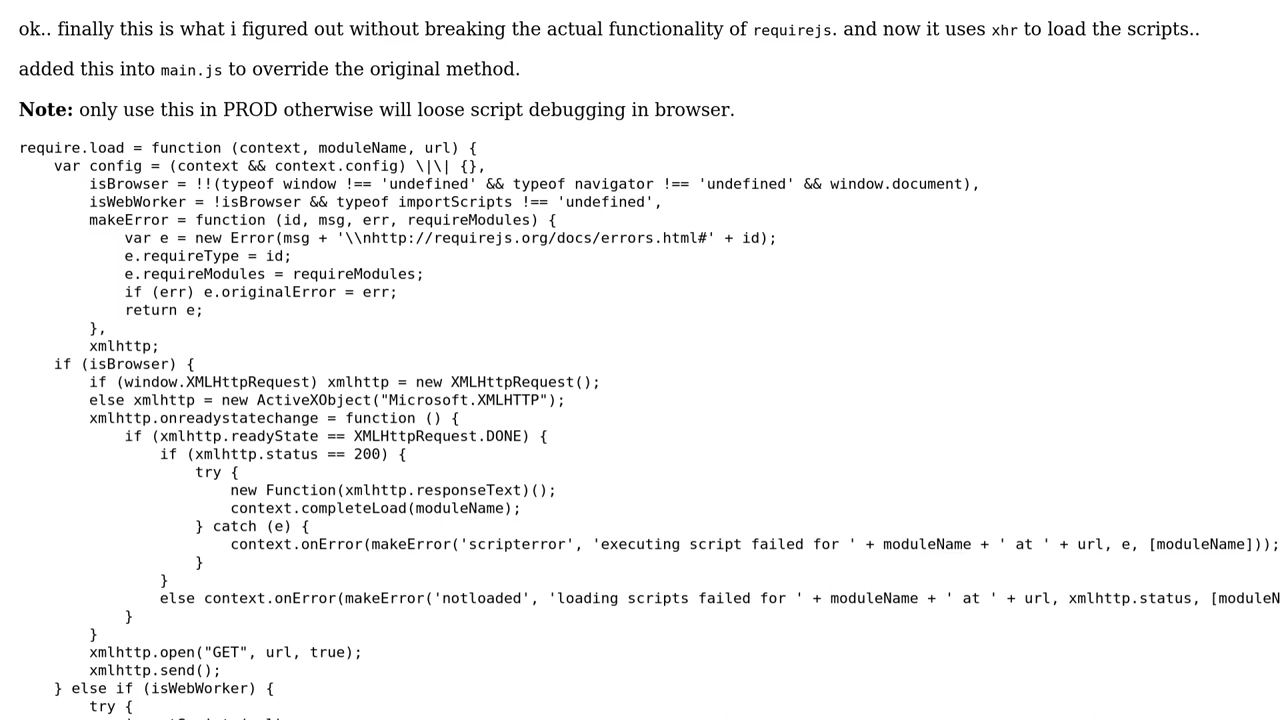 ok.. finally this is what i figured out without breaking the actual functionality of requirejs. and now it uses xhr to load the scripts..
added this into main.js to override the original method.
Note: only use this in PROD otherwise will loose script debugging in browser.
require.load = function (context, moduleName, url) {
    var config = (context && context.config) \|\| {},
        isBrowser = !!(typeof window !== 'undefined' && typeof navigator !== 'undefined' && window.document),
        isWebWorker = !isBrowser && typeof importScripts !== 'undefined',
        makeError = function (id, msg, err, requireModules) {
            var e = new Error(msg + '\\nhttp://requirejs.org/docs/errors.html#' + id);
            e.requireType = id;
            e.requireModules = requireModules;
            if (err) e.originalError = err;
            return e;
        },
        xmlhttp;
    if (isBrowser) {
        if (window.XMLHttpRequest) xmlhttp = new XMLHttpRequest();
        else xmlhttp = new ActiveXObject("Microsoft.XMLHTTP");
        xmlhttp.onreadystatechange = function () {
            if (xmlhttp.readyState == XMLHttpRequest.DONE) {
                if (xmlhttp.status == 200) {
                    try {
                        new Function(xmlhttp.responseText)();
                        context.completeLoad(moduleName);
                    } catch (e) {
                        context.onError(makeError('scripterror', 'executing script failed for ' + moduleName + ' at ' + url, e, [moduleName]));
                    }
                }
                else context.onError(makeError('notloaded', 'loading scripts failed for ' + moduleName + ' at ' + url, xmlhttp.status, [moduleN
            }
        }
        xmlhttp.open("GET", url, true);
        xmlhttp.send();
    } else if (isWebWorker) {
        try {